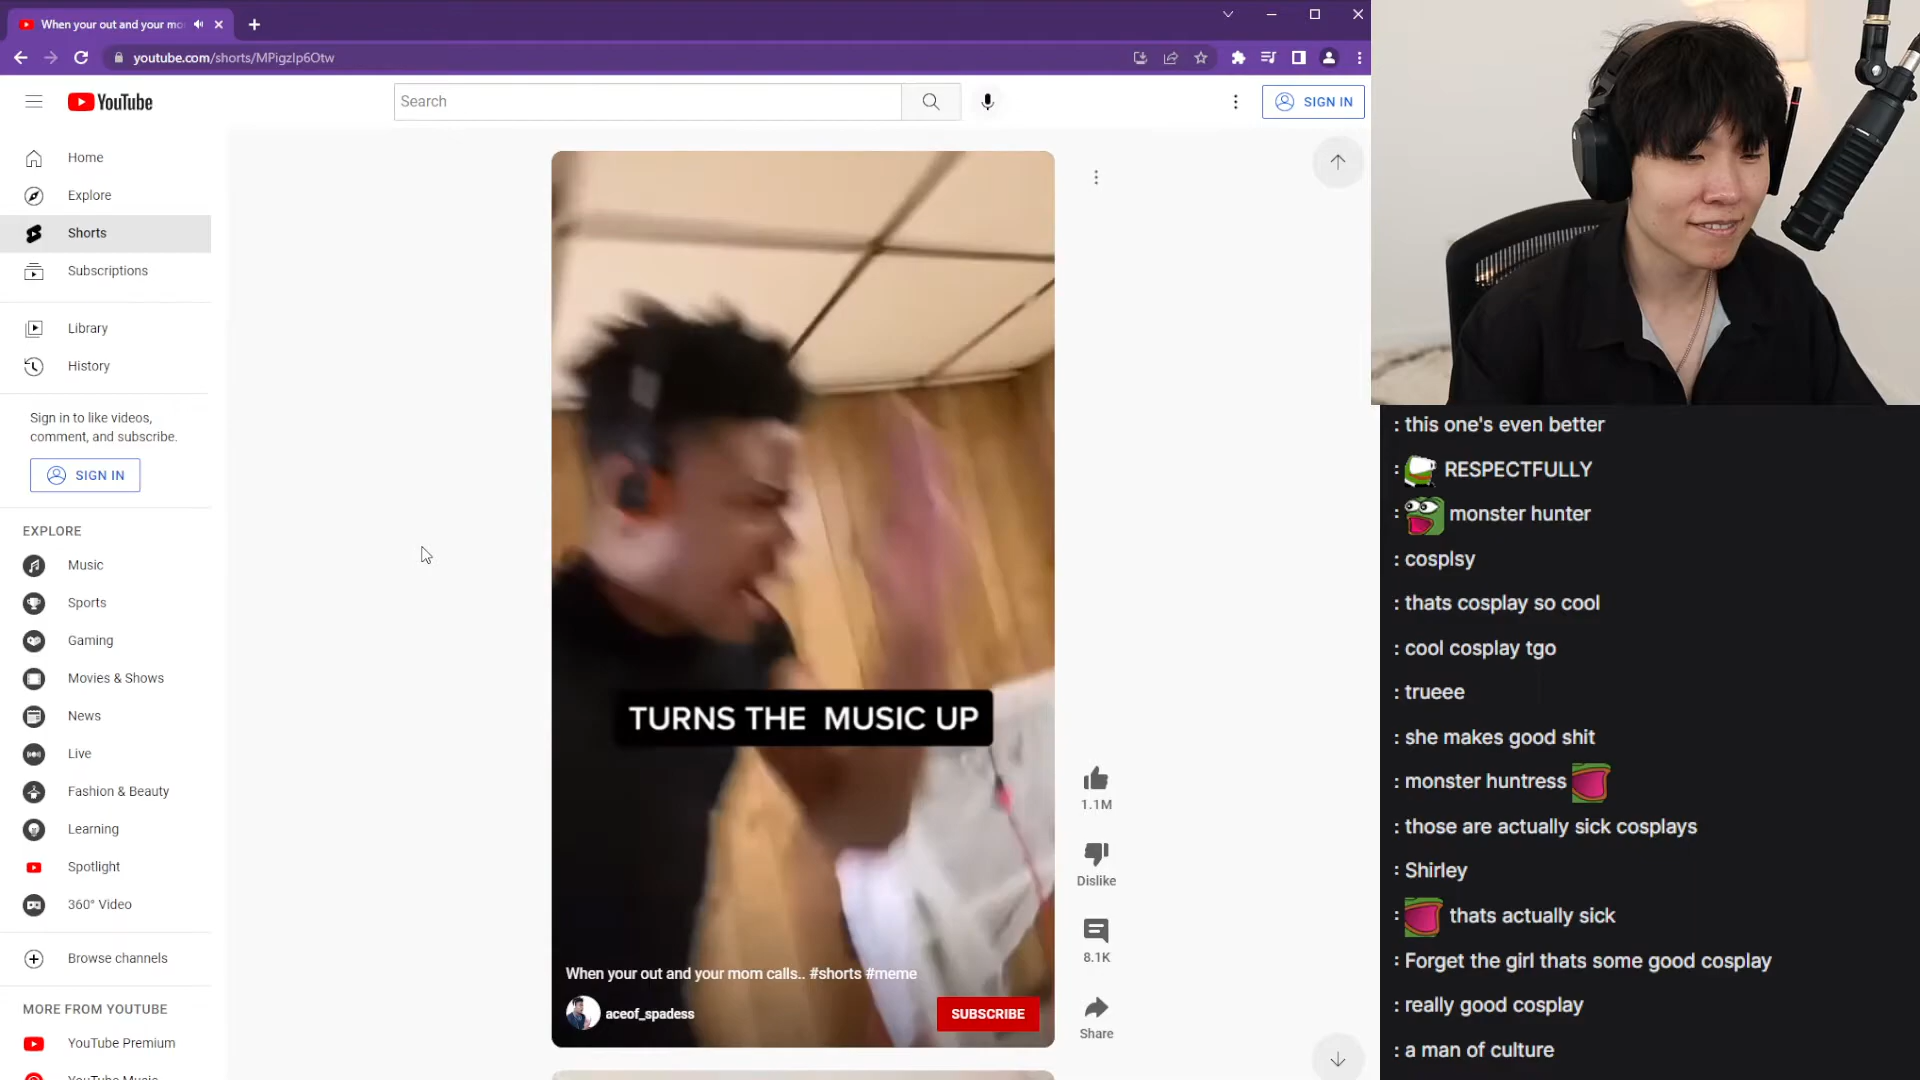 When your out and your mo
youtube.com/shorts/MPigzIp6Otw
YouTube
Search
SIGN IN
Home
Explore
Shorts
Subscriptions
Library
History
Sign in to like videos,
comment, and subscribe.
SIGN IN
EXPLORE
Music
Sports
Gaming
Movies & Shows
News
Live
Fashion & Beauty
Learning
Spotlight
360° Video
Browse channels
MORE FROM YOUTUBE
YouTube Premium
YouTube Music
TURNS THE MUSIC UP
When your out and your mom calls.. #shorts #meme
aceof_spadess
SUBSCRIBE
1.1M
Dislike
8.1K
Share
: this one's even better
: RESPECTFULLY
: monster hunter
: cosplsy
: thats cosplay so cool
: cool cosplay tgo
: trueee
: she makes good shit
: monster huntress
: those are actually sick cosplays
: Shirley
: thats actually sick
: Forget the girl thats some good cosplay
: really good cosplay
: a man of culture